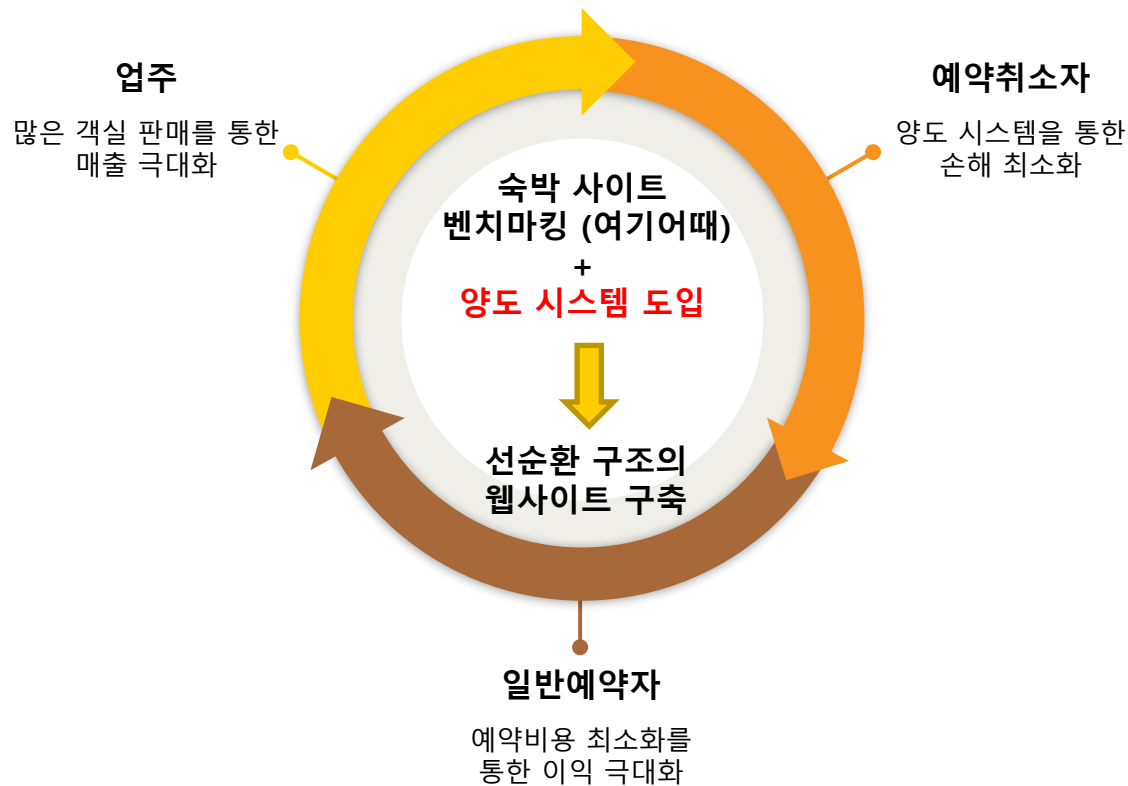 업주
많은 객실 판매를 통한
매출 극대화
예약취소자
양도 시스템을 통한
손해 최소화
숙박 사이트
벤치마킹 (여기어때)
+
양도 시스템 도입
선순환 구조의
웹사이트 구축
일반예약자
예약비용 최소화를
통한 이익 극대화